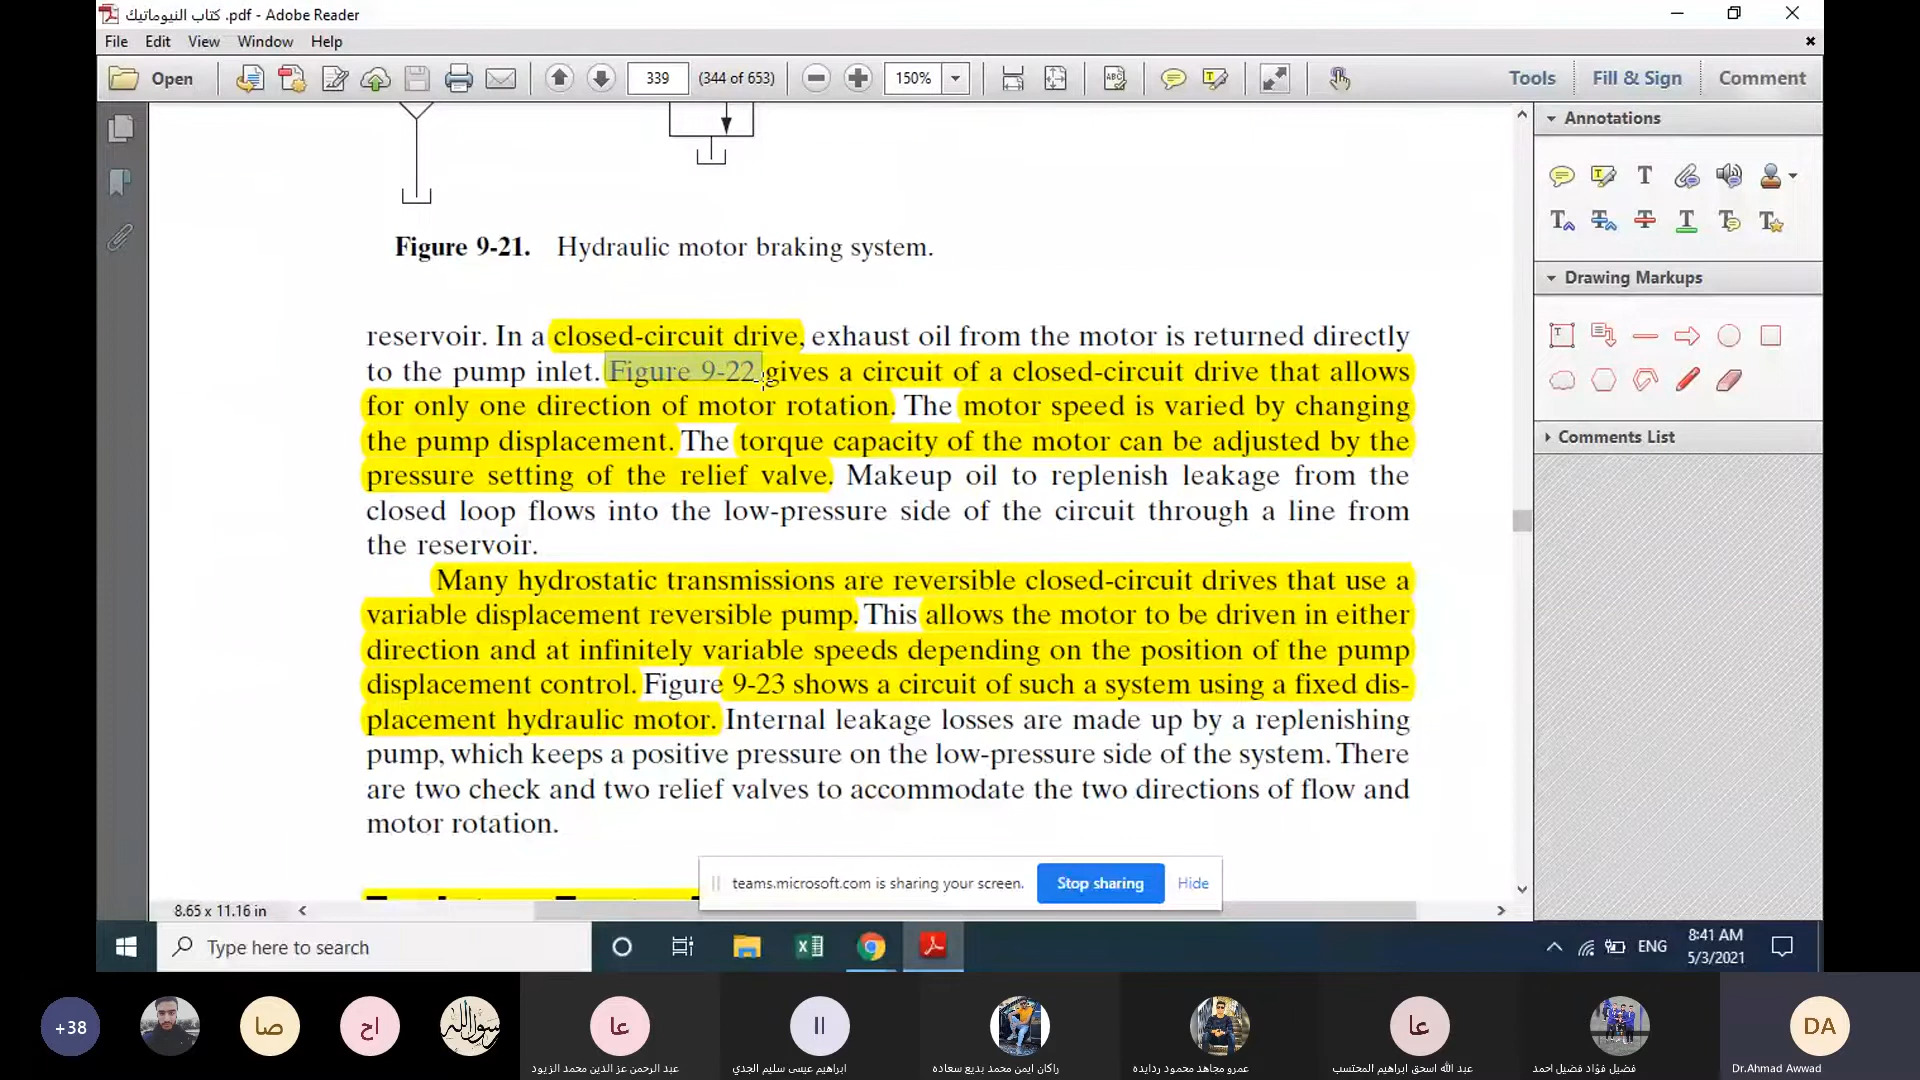 كتاب النيوماتيك .pdf - Adobe Reader
File Edit View Window Help
Open 339 (344 of 653) 150% Tools Fill & Sign Comment
Annotations
Drawing Markups
Comments List
Figure 9-21. Hydraulic motor braking system.
reservoir. In a closed-circuit drive, exhaust oil from the motor is returned directly
to the pump inlet. Figure 9-22 gives a circuit of a closed-circuit drive that allows
for only one direction of motor rotation. The motor speed is varied by changing
the pump displacement. The torque capacity of the motor can be adjusted by the
pressure setting of the relief valve. Makeup oil to replenish leakage from the
closed loop flows into the low-pressure side of the circuit through a line from
the reservoir.
Many hydrostatic transmissions are reversible closed-circuit drives that use a
variable displacement reversible pump. This allows the motor to be driven in either
direction and at infinitely variable speeds depending on the position of the pump
displacement control. Figure 9-23 shows a circuit of such a system using a fixed dis-
placement hydraulic motor. Internal leakage losses are made up by a replenishing
pump, which keeps a positive pressure on the low-pressure side of the system. There
are two check and two relief valves to accommodate the two directions of flow and
motor rotation.
teams.microsoft.com is sharing your screen. Stop sharing Hide
8.65 x 11.16 in
Type here to search
ENG
8:41 AM
5/3/2021
+38
صا
اح
عا
اا
عا
DA
عبد الرحمن عز الدين محمد الزيود
ابراهيم عيسى سليم الجدي
راكان ايمن محمد بديع سعاده
عمرو مجاهد محمود ردايده
عبد الله اسحق ابراهيم المحتسب
فضيل فؤاد فضيل احمد
Dr.Ahmad Awwad